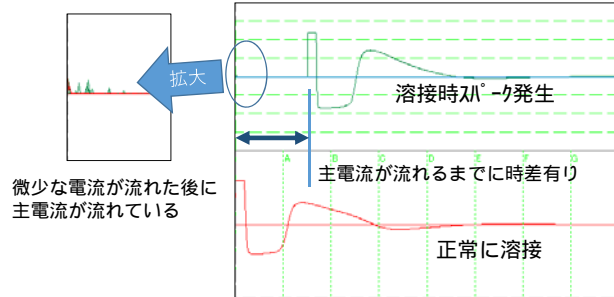 拡大
溶接時ｽﾊﾟｰｸ発生
A B C D E F G
主電流が流れるまでに時差有り
微少な電流が流れた後に
主電流が流れている
正常に溶接